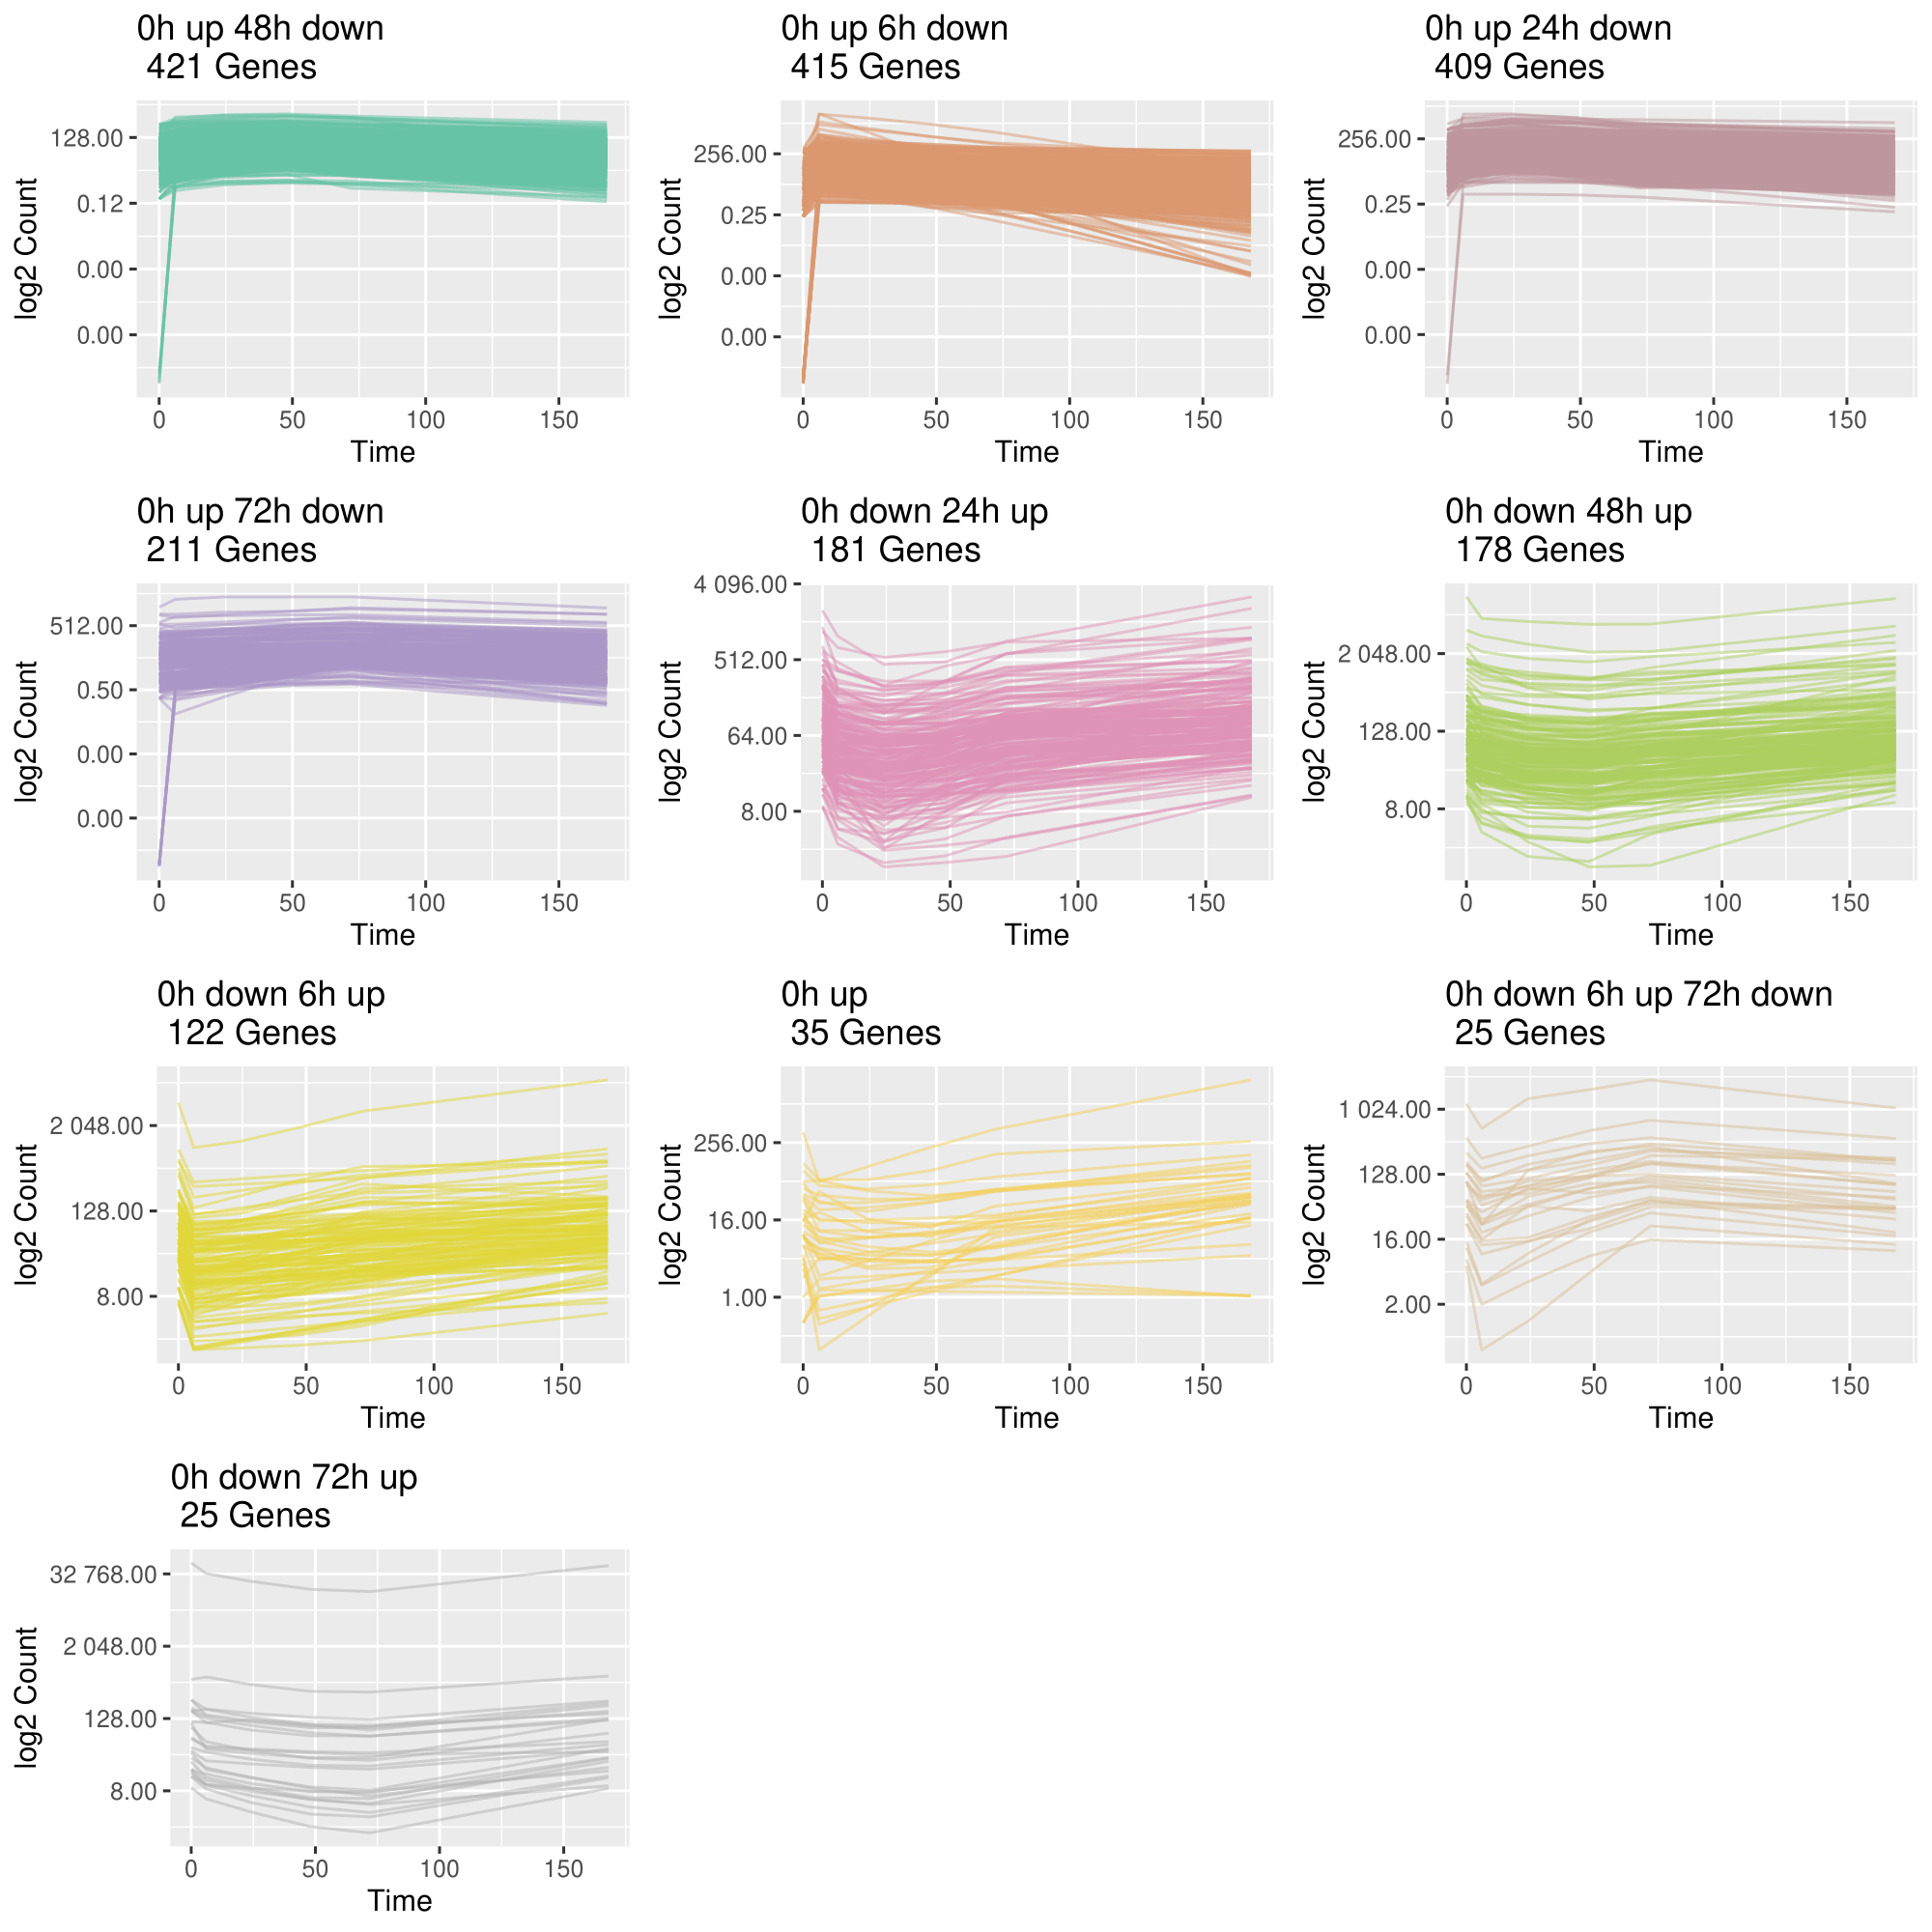 0h up 48h down
421 Genes
128.00
0.12
0.00
0.00
log2 Count
0 50 100 150
Time
0h up 6h down
415 Genes
256.00
0.25
0.00
0.00
log2 Count
0 50 100 150
Time
0h up 24h down
409 Genes
256.00
0.25
0.00
0.00
log2 Count
0 50 100 150
Time
0h up 72h down
211 Genes
512.00
0.50
0.00
0.00
log2 Count
0 50 100 150
Time
0h down 24h up
181 Genes
4 096.00
512.00
64.00
8.00
log2 Count
0 50 100 150
Time
0h down 48h up
178 Genes
2 048.00
128.00
8.00
log2 Count
0 50 100 150
Time
0h down 6h up
122 Genes
2 048.00
128.00
8.00
log2 Count
0 50 100 150
Time
0h up
35 Genes
256.00
16.00
1.00
log2 Count
0 50 100 150
Time
0h down 6h up 72h down
25 Genes
1 024.00
128.00
16.00
2.00
log2 Count
0 50 100 150
Time
0h down 72h up
25 Genes
32 768.00
2 048.00
128.00
8.00
log2 Count
0 50 100 150
Time